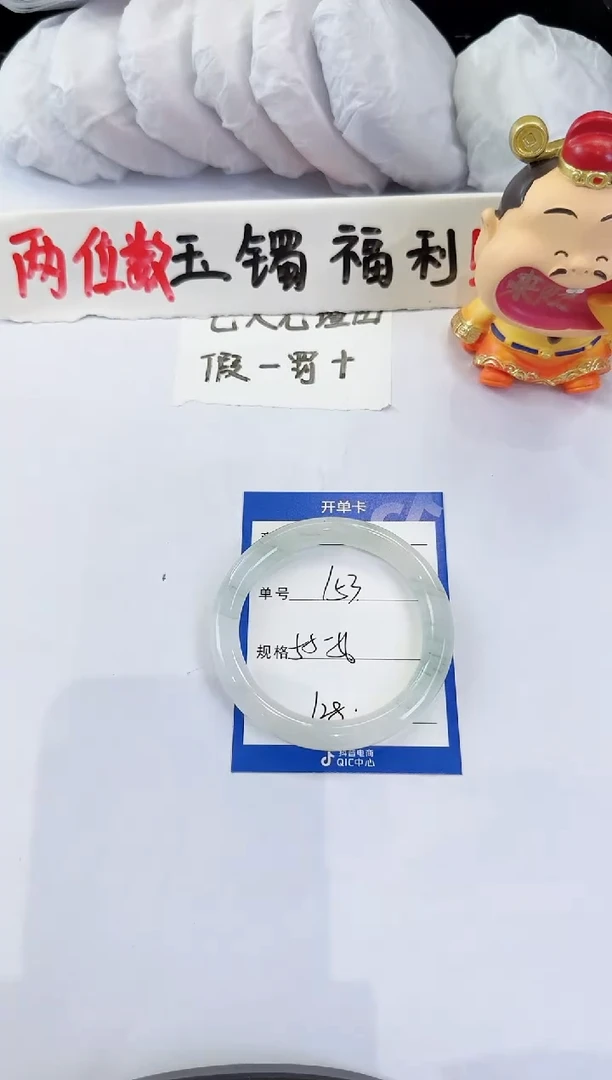 两位数玉镯福利
假一罚十
开单卡
单号 153
规格
128.
抖音电商
QIC中心